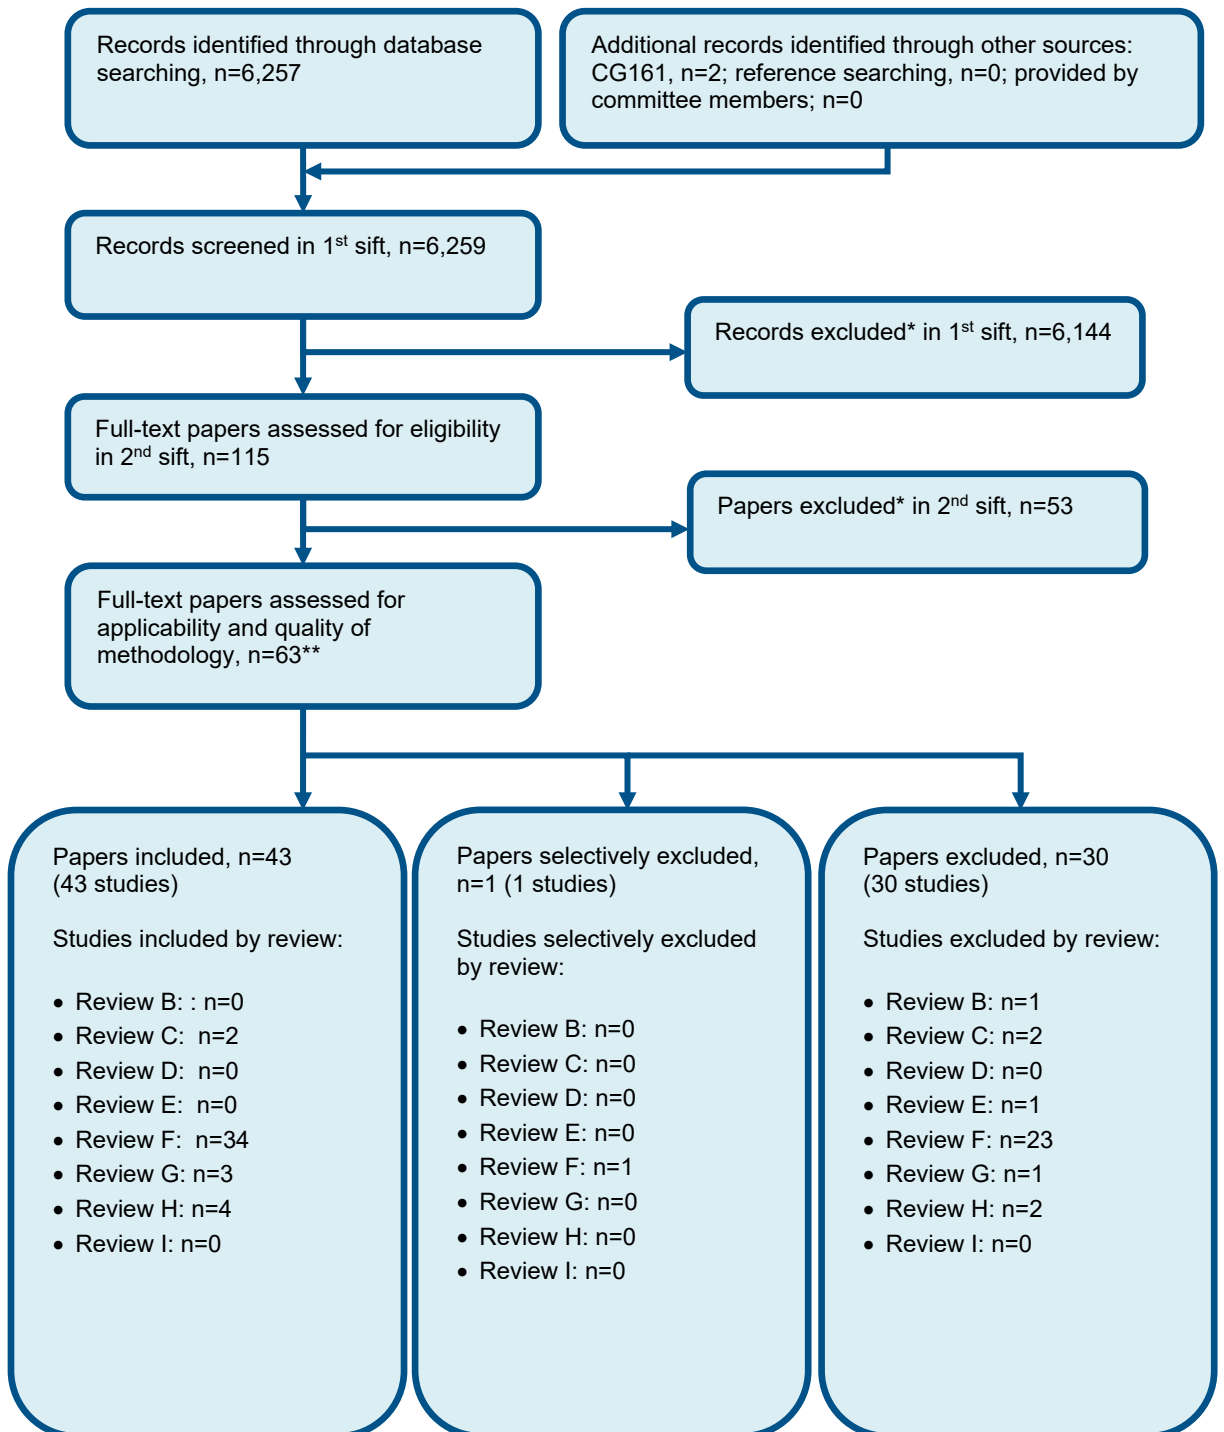 Records identified through database
searching, n=6,257
Additional records identified through other sources:
CG161, n=2; reference searching, n=0; provided by
committee members; n=0
Records screened in 1st sift, n=6,259
Records excluded* in 1st sift, n=6,144
Full-text papers assessed for eligibility
in 2nd sift, n=115
Papers excluded* in 2nd sift, n=53
Full-text papers assessed for
applicability and quality of
methodology, n=63**
Papers included, n=43
(43 studies)
Studies included by review:
• Review B: : n=0
• Review C:  n=2
• Review D:  n=0
• Review E:  n=0
• Review F:  n=34
• Review G: n=3
• Review H: n=4
• Review I: n=0
Papers selectively excluded,
n=1 (1 studies)
Studies selectively excluded
by review:
• Review B: n=0
• Review C: n=0
• Review D: n=0
• Review E: n=0
• Review F: n=1
• Review G: n=0
• Review H: n=0
• Review I: n=0
Papers excluded, n=30
(30 studies)
Studies excluded by review:
• Review B: n=1
• Review C: n=2
• Review D: n=0
• Review E: n=1
• Review F: n=23
• Review G: n=1
• Review H: n=2
• Review I: n=0